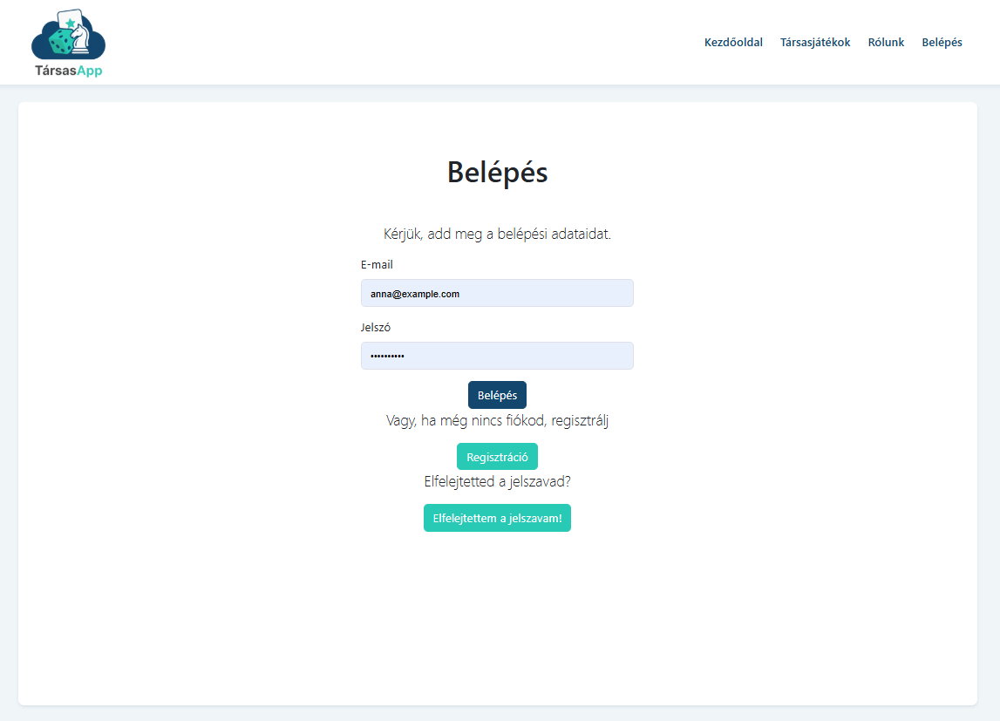 TársasApp
Kezdőoldal Társasjátékok Rólunk Belépés
Belépés
Kérjük, add meg a belépési adataidat.
E-mail
anna@example.com
Jelszó
••••••••••
Belépés
Vagy, ha még nincs fiókod, regisztrálj
Regisztráció
Elfelejtetted a jelszavad?
Elfelejtettem a jelszavam!